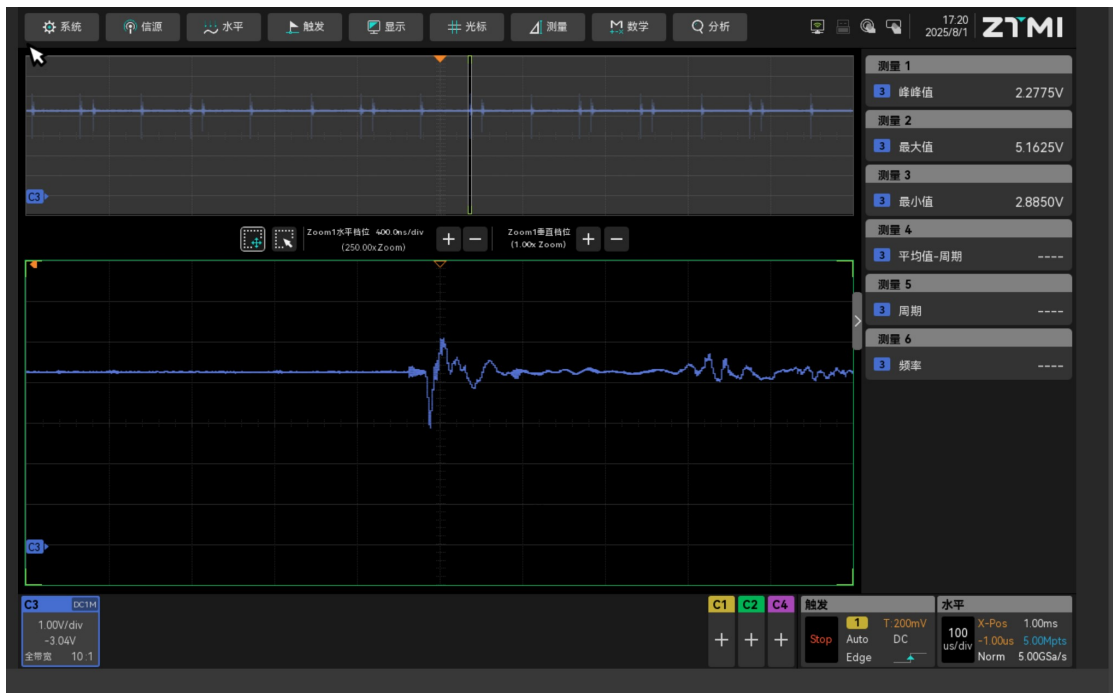 系统 信源 水平 触发 显示 光标 测量 数学 分析 17:20 2025/8/1 ZTMI
测量 1
3 峰峰值 2.2775V
测量 2
3 最大值 5.1625V
测量 3
3 最小值 2.8850V
C3
测量 4
3 平均值-周期 ----
Zoom1水平档位 400.0ns/div
(250.00xZoom)
+ −
Zoom1垂直档位
(1.00x Zoom)
+ −
测量 5
3 周期 ----
测量 6
3 频率 ----
C3
C3 DC1M
1.00V/div
-3.04V
全带宽 10:1
C1 C2 C4
+ + +
触发
Stop
1 T:200mV
Auto DC
Edge
水平
100 us/div
X-Pos 1.00ms
-1.00us 5.00Mpts
Norm 5.00GSa/s